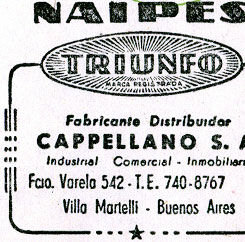 NAIPES
TRIUNFO
MARCA REGISTRADA
Fabricante Distribuidor
CAPPELLANO S. A
Industrial Comercial - Inmobiliar
Fco. Varela 542 - T.E. 740-8767
Villa Martelli - Buenos Aires